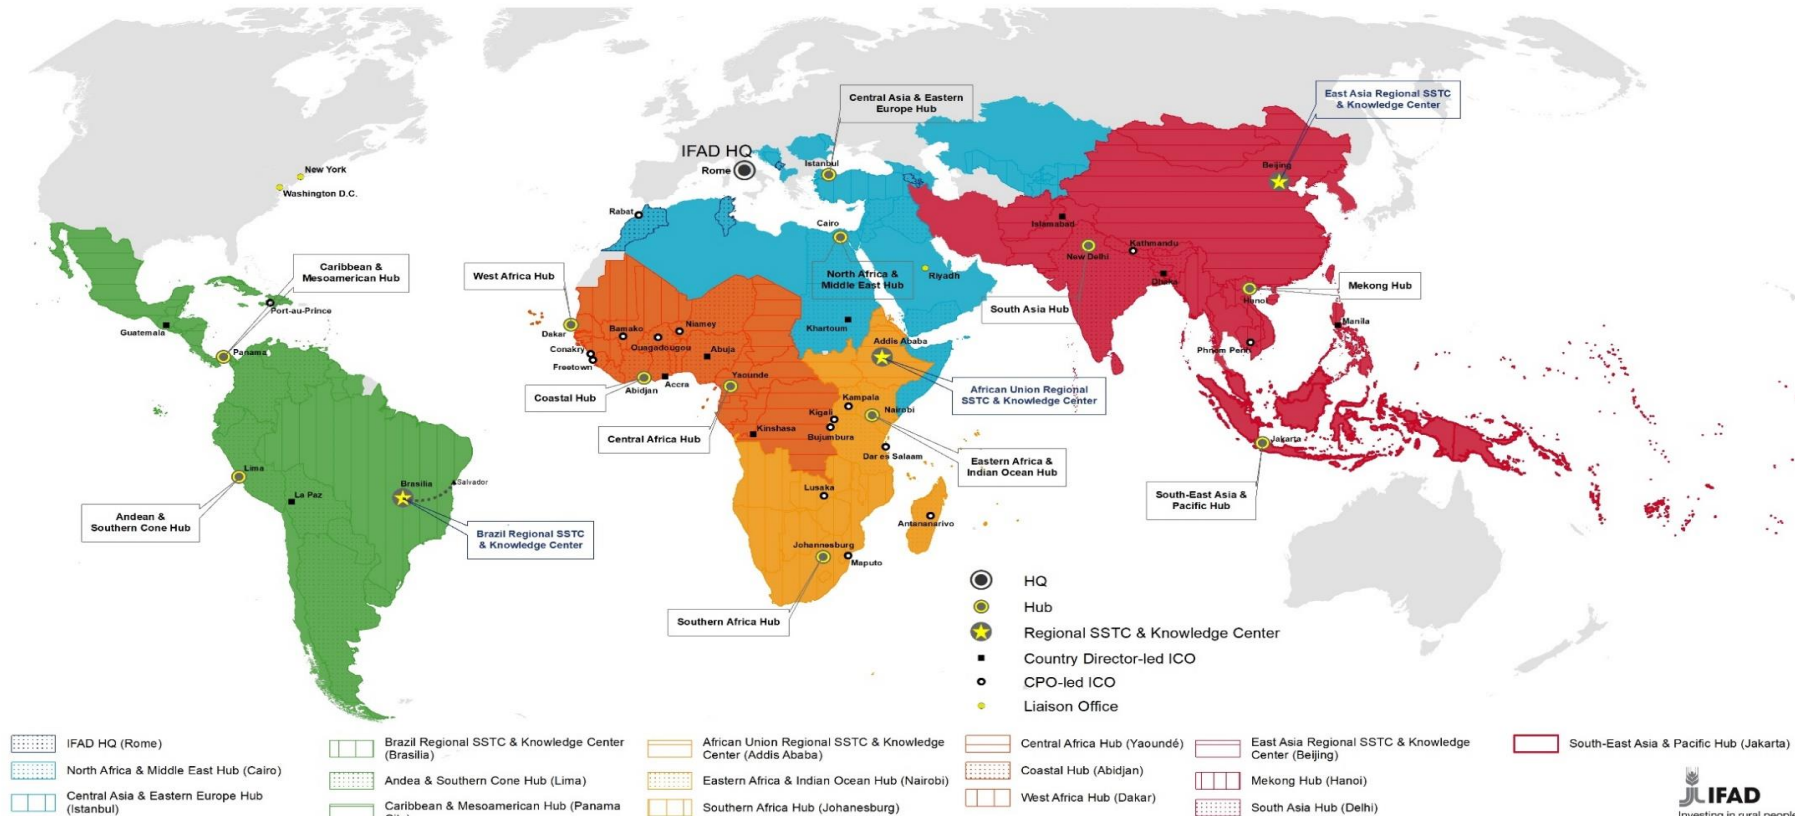 Central Asia & Eastern
Europe Hub
East Asia Regional SSTC
& Knowledge Center
IFAD HQ
Rome
Istanbul
Beijing
New York
Washington D.C.
Rabat
Cairo
Islamabad
Kathmandu
New Delhi
Dhaka
Caribbean &
Mesoamerican Hub
West Africa Hub
North Africa &
Middle East Hub
Riyadh
South Asia Hub
Hanoi
Mekong Hub
Port-au-Prince
Guatemala
Panama
Dakar
Bamako
Niamey
Ouagadougou
Conakry
Freetown
Abuja
Khartoum
Addis Ababa
Manila
Phnom Penh
Coastal Hub
Abidjan
Accra
Yaounde
African Union Regional
SSTC & Knowledge Center
Kampala
Kigali
Nairobi
Bujumbura
Central Africa Hub
Kinshasa
Dar es Salaam
Eastern Africa &
Indian Ocean Hub
Jakarta
South-East Asia &
Pacific Hub
Lima
La Paz
Brasilia
Salvador
Andean &
Southern Cone Hub
Brazil Regional SSTC
& Knowledge Center
Lusaka
Antananarivo
Johannesburg
Maputo
Southern Africa Hub
HQ
Hub
Regional SSTC & Knowledge Center
Country Director-led ICO
CPO-led ICO
Liaison Office
IFAD HQ (Rome)
North Africa & Middle East Hub (Cairo)
Central Asia & Eastern Europe Hub
(Istanbul)
Brazil Regional SSTC & Knowledge Center
(Brasilia)
Andea & Southern Cone Hub (Lima)
Caribbean & Mesoamerican Hub (Panama
African Union Regional SSTC & Knowledge
Center (Addis Ababa)
Eastern Africa & Indian Ocean Hub (Nairobi)
Southern Africa Hub (Johanesburg)
Central Africa Hub (Yaoundé)
Coastal Hub (Abidjan)
West Africa Hub (Dakar)
East Asia Regional SSTC & Knowledge
Center (Beijing)
Mekong Hub (Hanoi)
South Asia Hub (Delhi)
South-East Asia & Pacific Hub (Jakarta)
IFAD
Investing in rural people